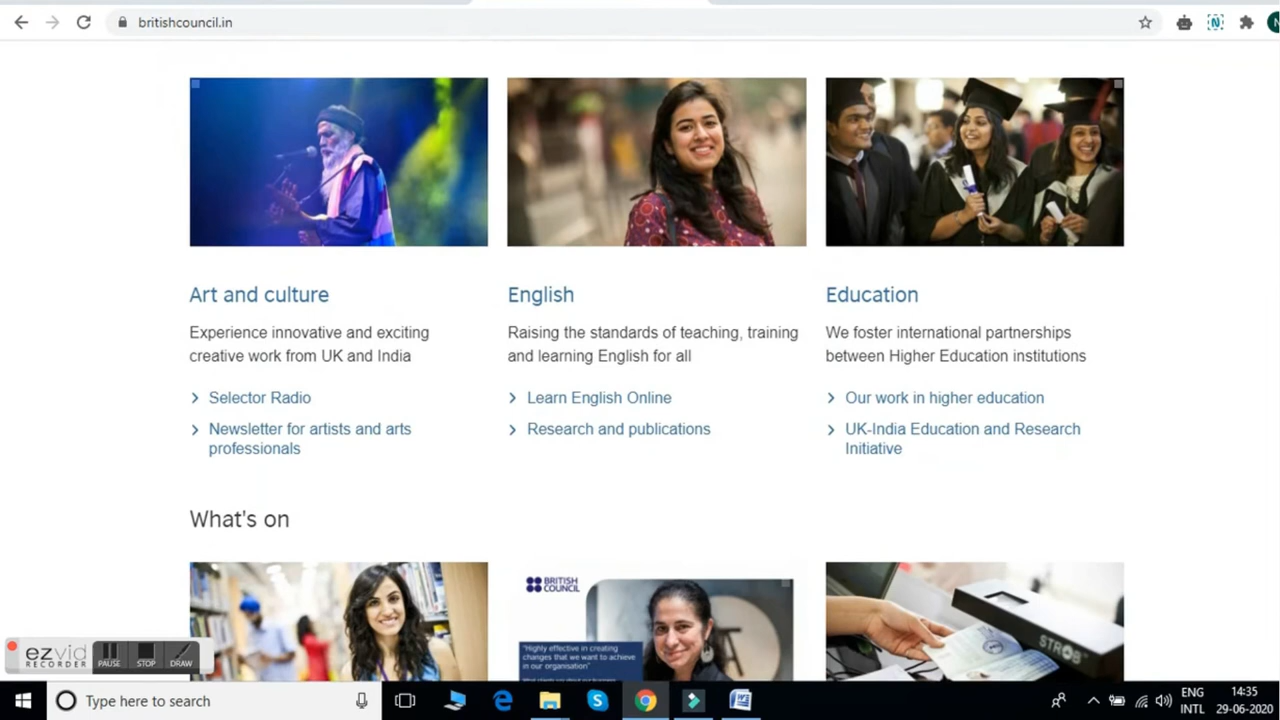 britishcouncil.in
N
N
Art and culture
English
Education
Experience innovative and exciting
creative work from UK and India
Raising the standards of teaching, training
and learning English for all
We foster international partnerships
between Higher Education institutions
Selector Radio
Newsletter for artists and arts
professionals
Learn English Online
Research and publications
Our work in higher education
UK-India Education and Research
Initiative
What's on
BRITISH
COUNCIL
"Highly effective in creating
changes that we want to achieve
in our organisation"
STROS
ezvid
RECORDER
PAUSE
STOP
DRAW
Type here to search
ENG
INTL
14:35
29-06-2020